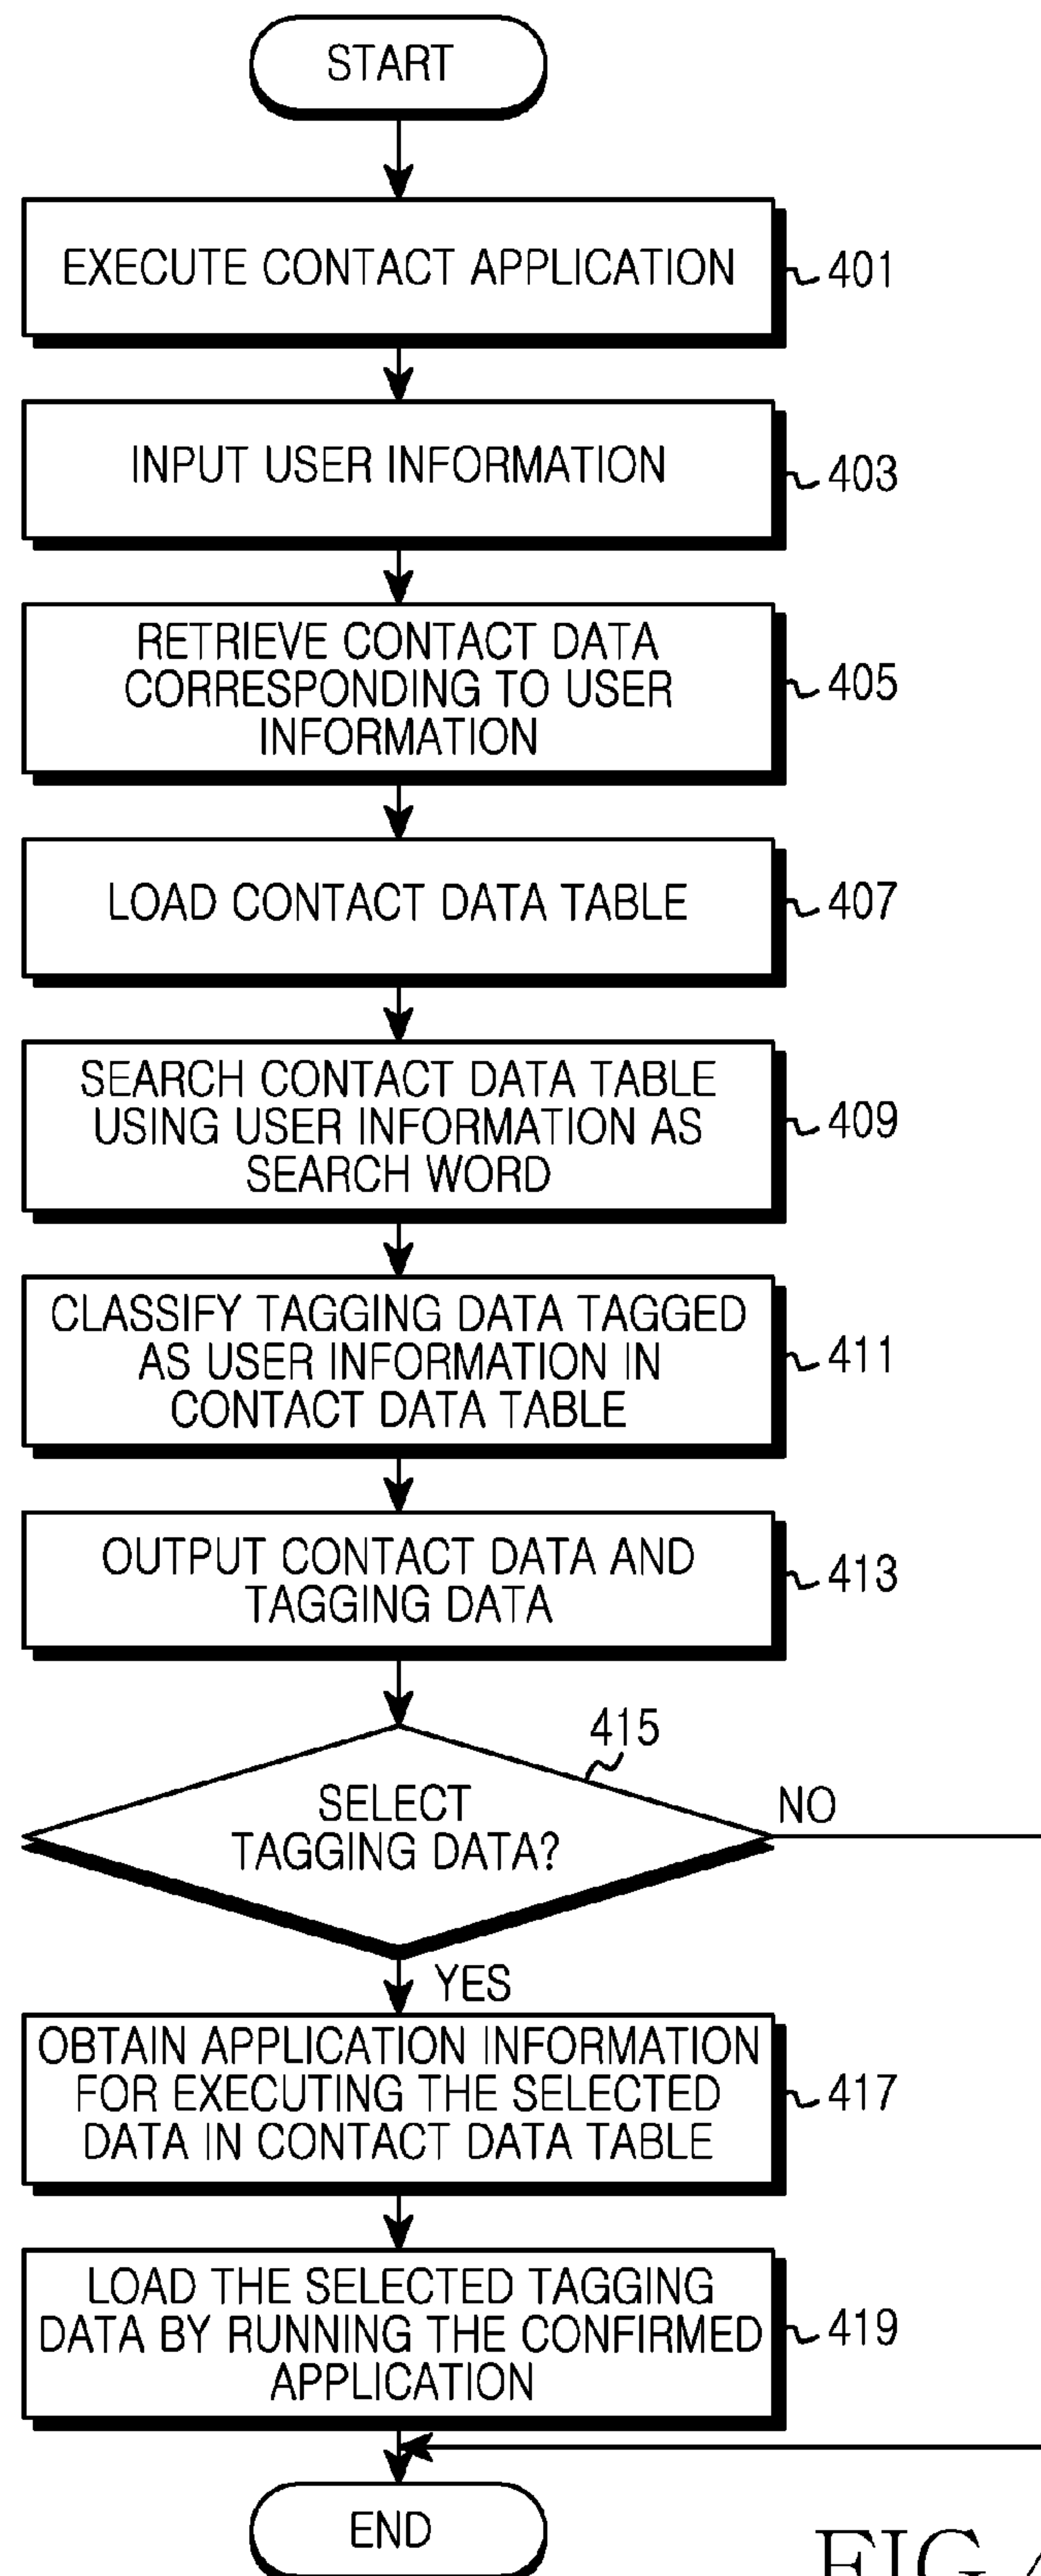 START
EXECUTE CONTACT APPLICATION
401
INPUT USER INFORMATION
403
RETRIEVE CONTACT DATA
CORRESPONDING TO USER
INFORMATION
405
LOAD CONTACT DATA TABLE
407
SEARCH CONTACT DATA TABLE
USING USER INFORMATION AS
SEARCH WORD
409
CLASSIFY TAGGING DATA TAGGED
AS USER INFORMATION IN
CONTACT DATA TABLE
411
OUTPUT CONTACT DATA AND
TAGGING DATA
413
415
SELECT
TAGGING DATA?
NO
YES
OBTAIN APPLICATION INFORMATION
FOR EXECUTING THE SELECTED
DATA IN CONTACT DATA TABLE
417
LOAD THE SELECTED TAGGING
DATA BY RUNNING THE CONFIRMED
APPLICATION
419
END